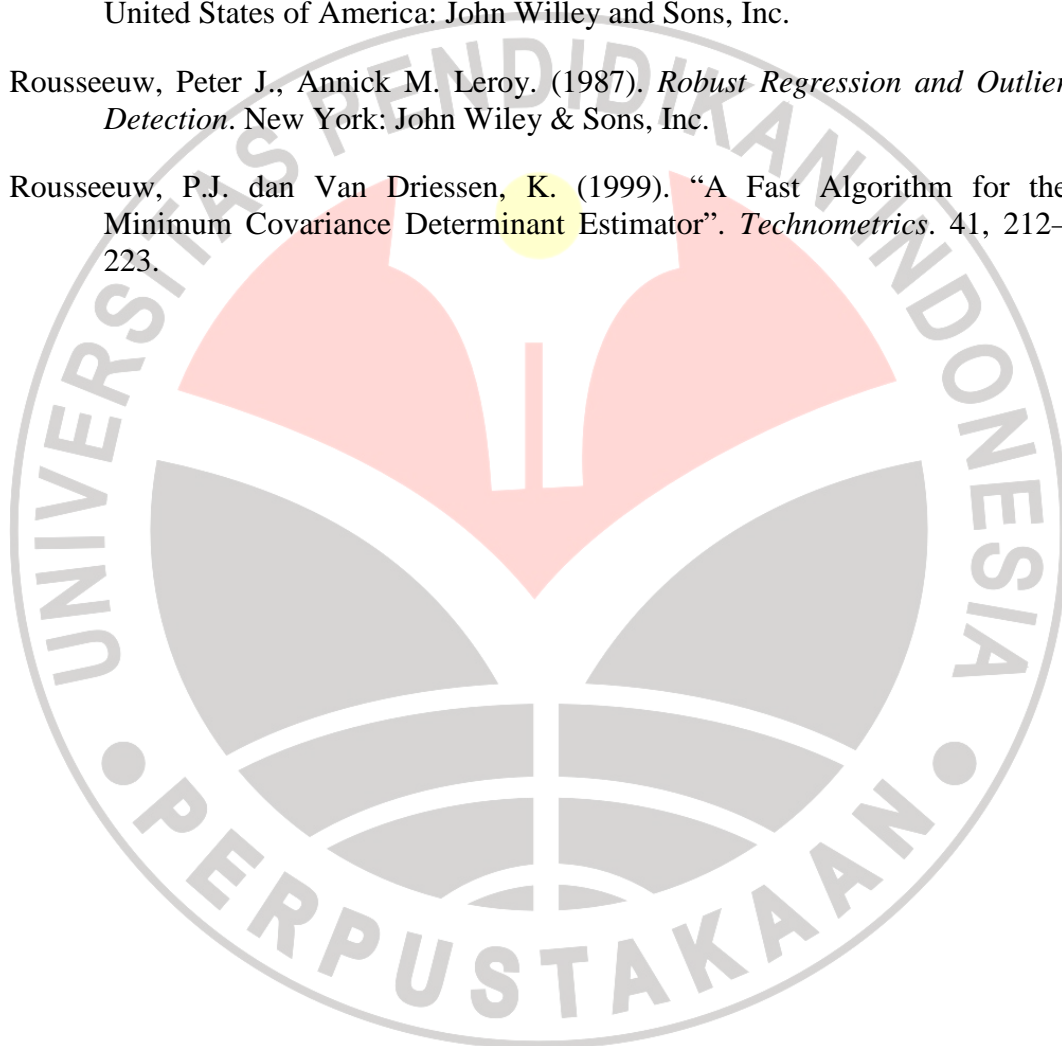 United States of America: John Willey and Sons, Inc.
Rousseeuw, Peter J., Annick M. Leroy. (1987). Robust Regression and Outlier
Detection. New York: John Wiley & Sons, Inc.
Rousseeuw, P.J. dan Van Driessen, K. (1999). “A Fast Algorithm for the
Minimum Covariance Determinant Estimator”. Technometrics. 41, 212–
223.
UNIVERSITAS PENDIDIKAN INDONESIA
PERPUSTAKAAN